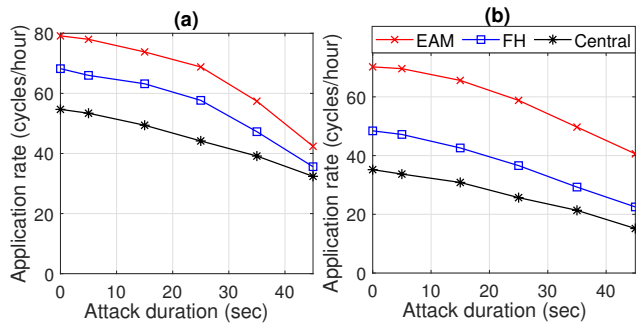 (a)
Application rate (cycles/hour)
80
60
40
20
0
0 10 20 30 40
Attack duration (sec)
(b)
EAM FH Central
Application rate (cycles/hour)
60
40
20
0
0 10 20 30 40
Attack duration (sec)